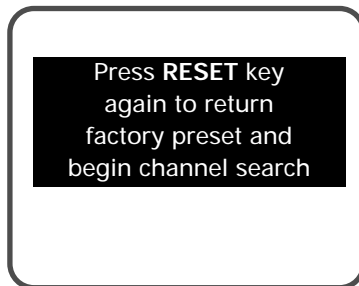 Press RESET key
again to return
factory preset and
begin channel search